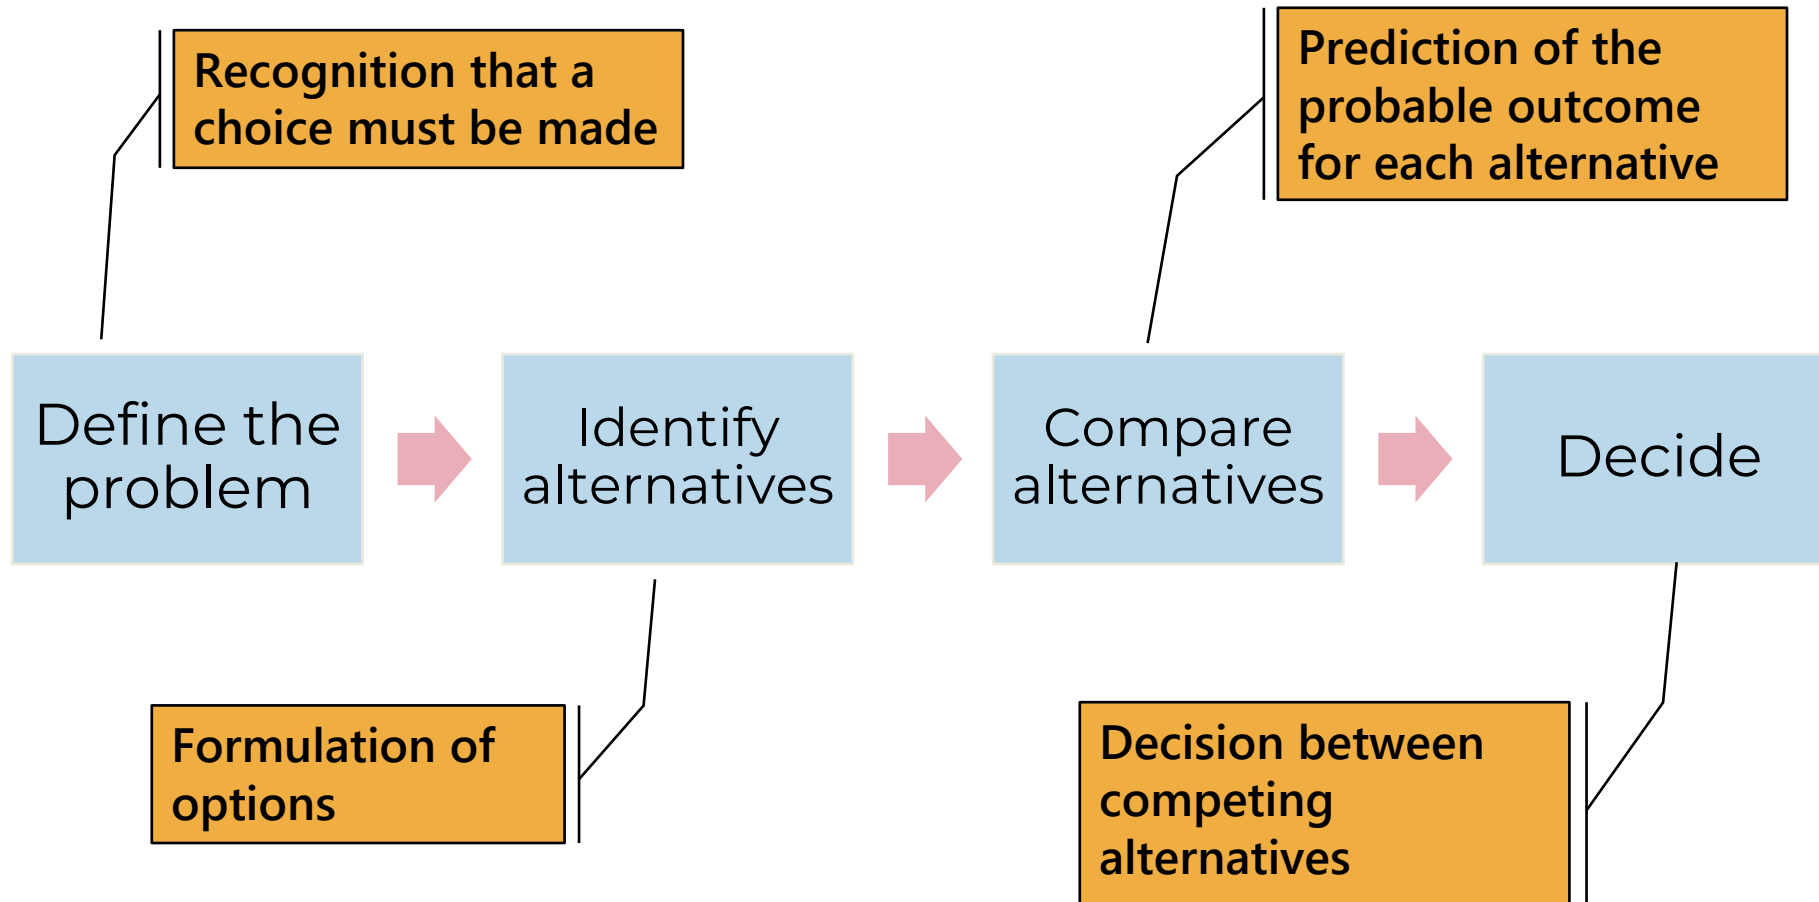 Recognition that a
choice must be made
Prediction of the
probable outcome
for each alternative
Define the
problem
Identify
alternatives
Compare
alternatives
Decide
Formulation of
options
Decision between
competing
alternatives